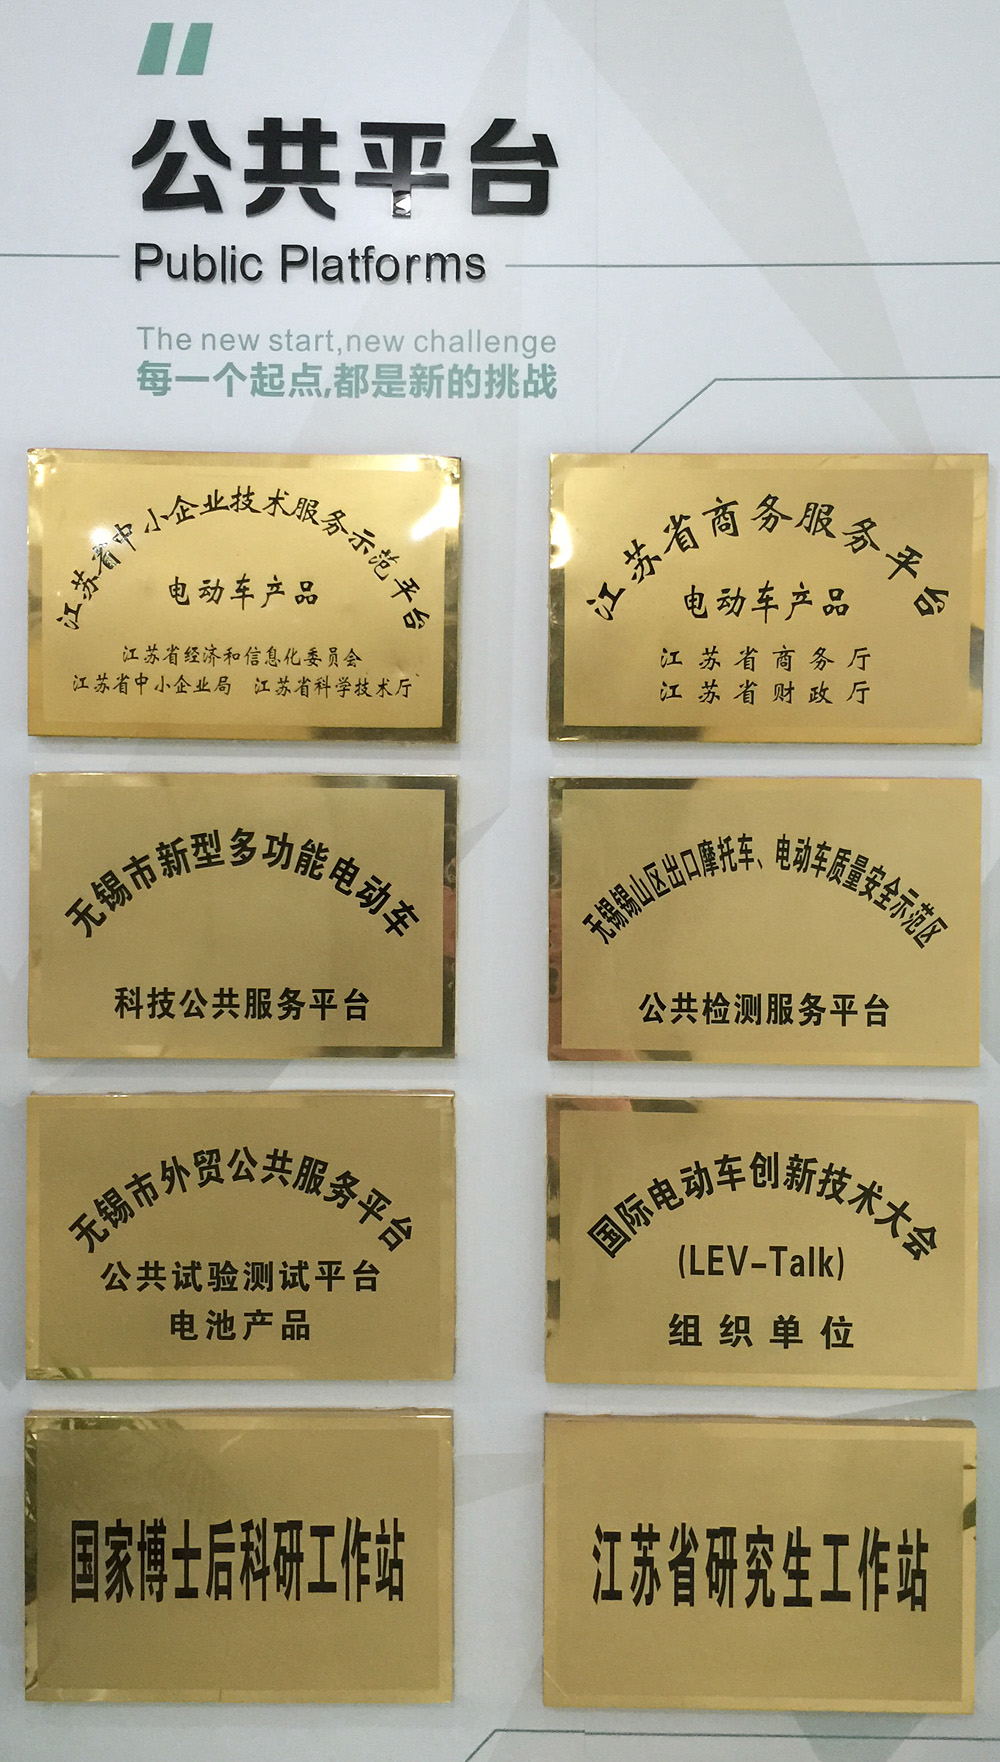 公共平台
Public Platforms
The new start,new challenge
每一个起点,都是新的挑战
江苏省中小企业技术服务示范平台
电动车产品
江苏省经济和信息化委员会
江苏省中小企业局 江苏省科学技术厅
江苏省商务服务平台
电动车产品
江苏省商务厅
江苏省财政厅
无锡市新型多功能电动车
科技公共服务平台
无锡锡山区出口摩托车、电动车质量安全示范区
公共检测服务平台
无锡市外贸公共服务平台
公共试验测试平台
电池产品
国际电动车创新技术大会
(LEV-Talk)
组织单位
国家博士后科研工作站
江苏省研究生工作站